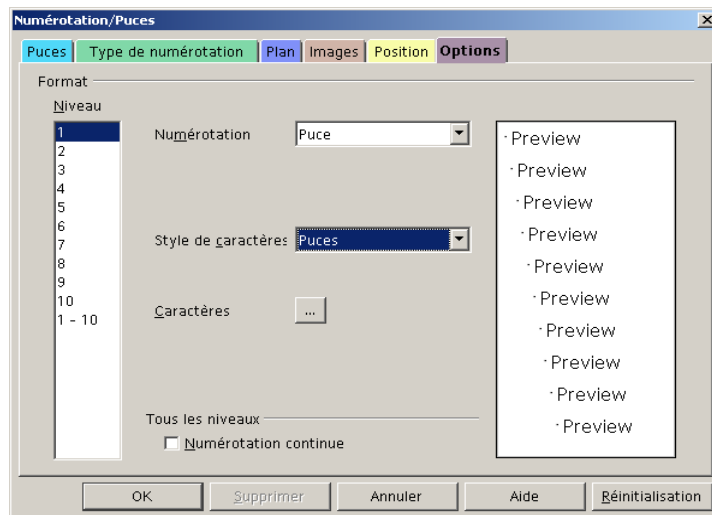 Numérotation/Puces
Puces Type de numérotation Plan Images Position Options
Format
Niveau
1
2
3
4
5
6
7
8
9
10
1 - 10
Numérotation Puce
Style de caractères Puces
Caractères ...
Tous les niveaux
Numérotation continue
· Preview
· Preview
· Preview
· Preview
· Preview
· Preview
· Preview
· Preview
· Preview
· Preview
OK Supprimer Annuler Aide Réinitialisation